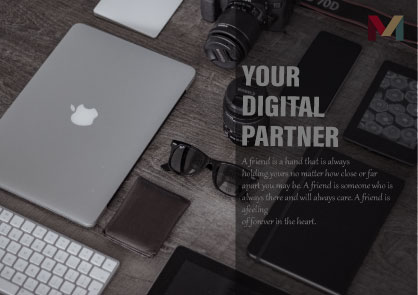 70D
YOUR
DIGITAL
PARTNER
A friend is a hand that is always
holding yours no matter how close or far
apart you may be. A friend is someone who is
always there and will always care. A friend is
afeeling
of forever in the heart.